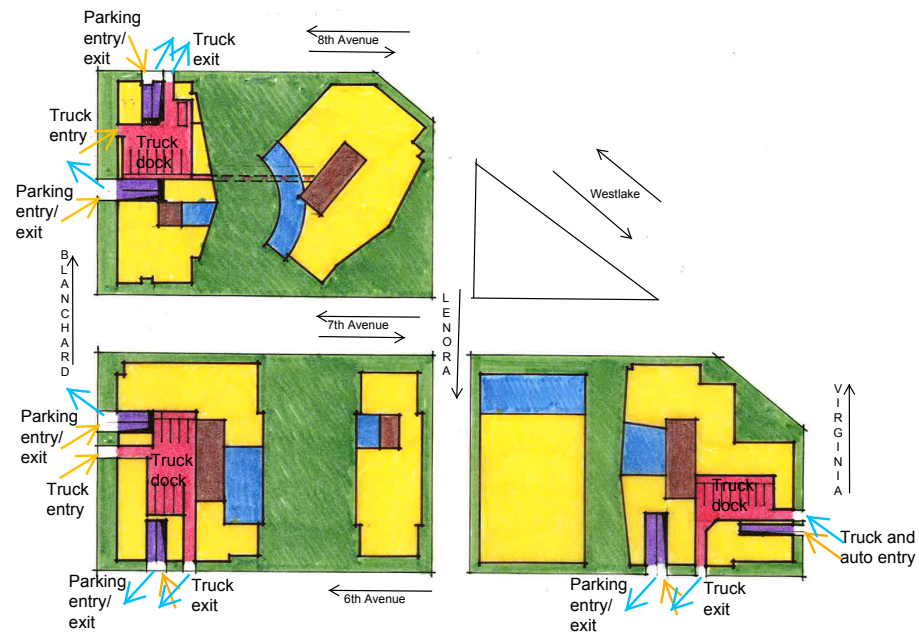 Parking
entry/
exit
Truck
exit
8th Avenue
Truck
entry
Truck
dock
Parking
entry/
exit
Westlake
BLANCHARD
LENORA
7th Avenue
VIRGINIA
Parking
entry/
exit
Truck
dock
Truck
entry
Truck
dock
Truck and
auto entry
Parking
entry/
exit
Truck
exit
6th Avenue
Parking
entry/
exit
Truck
exit